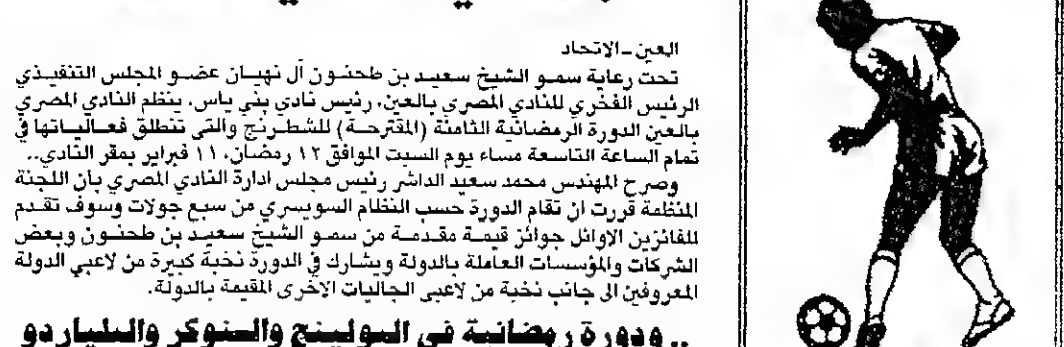 العين-الاتحاد
تحت رعاية سمو الشيخ سعيد بن طحنون آل نهيان عضو المجلس التنفيذي
الرئيس الفخري للنادي المصري بالعين، رئيس نادي بني ياس، ينظم النادي المصري
بالعين الدورة الرمضانية الثامنة (المقترحة) للشطرنج والتي تنطلق فعالياتها في
تمام الساعة التاسعة مساء يوم السبت الموافق ١٢ رمضان، ١١ فبراير بمقر النادي..
وصرح المهندس محمد سعيد الداشر رئيس مجلس ادارة النادي المصري بان اللجنة
المنظمة قررت ان تقام الدورة حسب النظام السويسري من سبع جولات وسوف تقدم
للفائزين الاوائل جوائز قيمة مقدمة من سمو الشيخ سعيد بن طحنون وبعض
الشركات والمؤسسات العاملة بالدولة ويشارك في الدورة نخبة كبيرة من لاعبي الدولة
المعروفين الى جانب نخبة من لاعبي الجاليات الاخرى المقيمة بالدولة.
.. ودورة رمضانية في البولينج والسنوكر والبلياردو